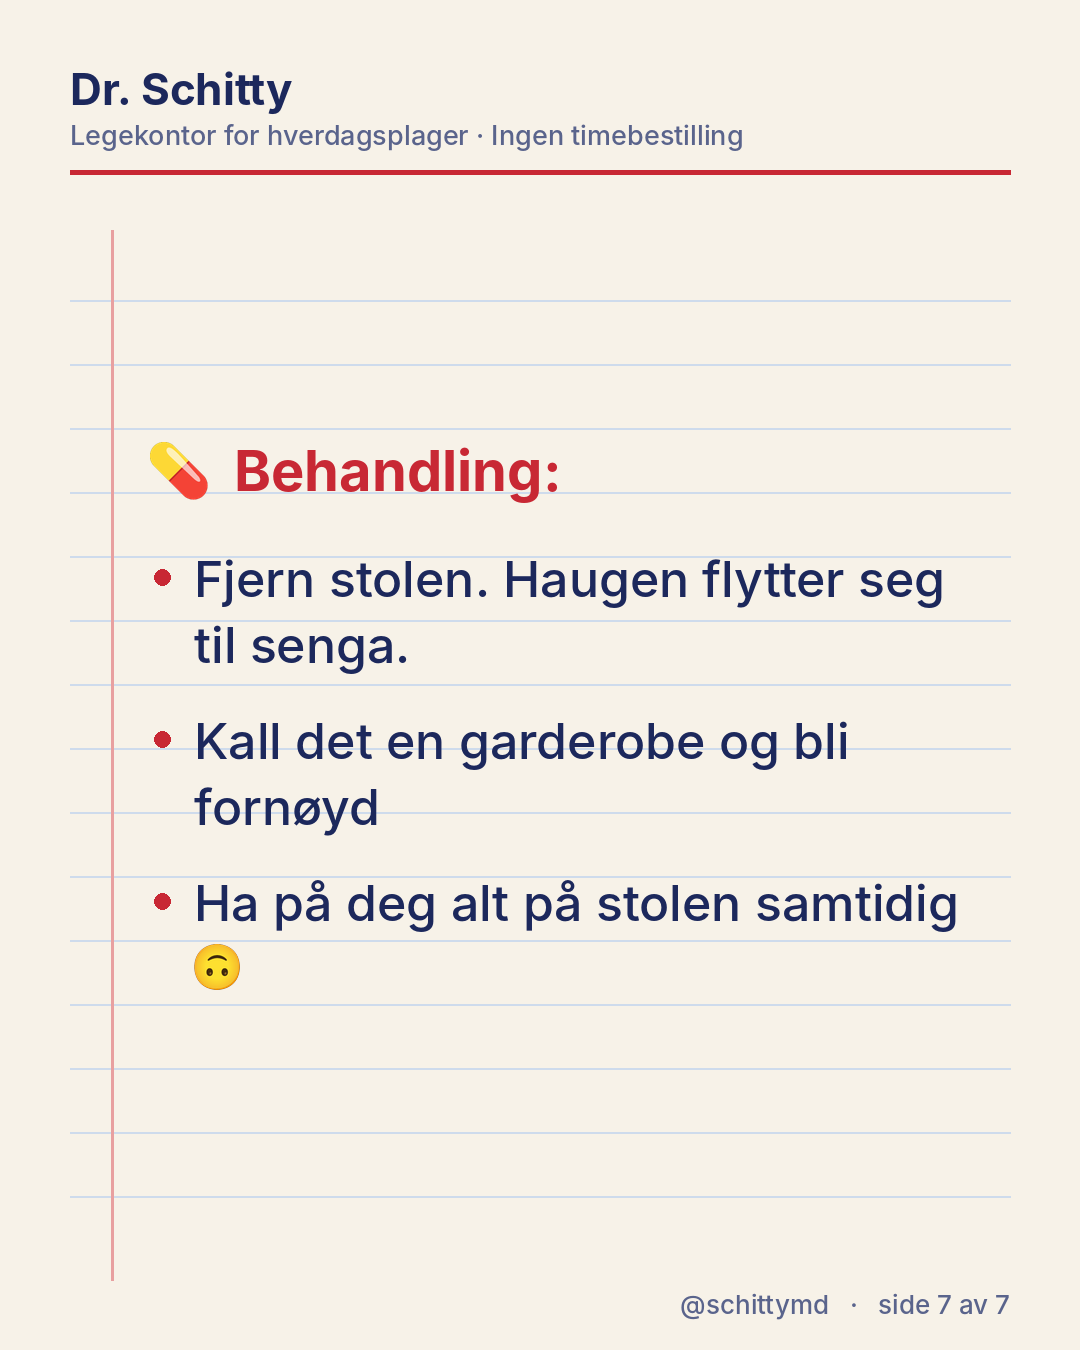 Dr. Schitty
Legekontor for hverdagsplager · Ingen timebestilling
💊 Behandling:
• Fjern stolen. Haugen flytter seg
til senga.
• Kall det en garderobe og bli
fornøyd
• Ha på deg alt på stolen samtidig
🙃
@schittymd · side 7 av 7